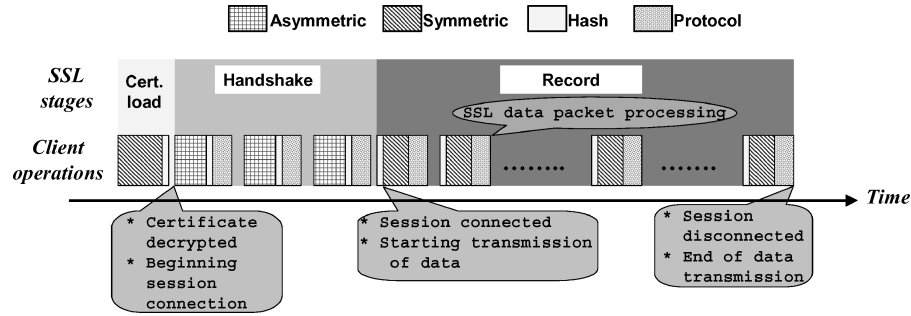 Asymmetric Symmetric Hash Protocol
SSL
stages
Cert.
load
Handshake
Record
SSL data packet processing
Client
operations
........
.......
Time
* Certificate
decrypted
* Beginning
session
connection
* Session connected
* Starting transmission
of data
* Session
disconnected
* End of data
transmission